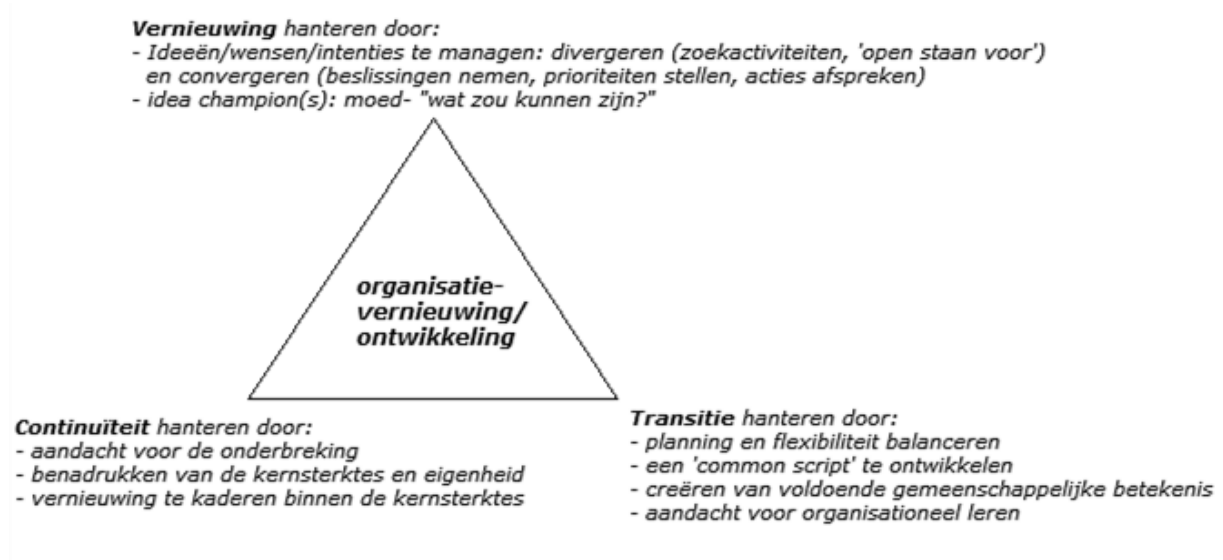 Vernieuwing hanteren door:
- Ideeën/wensen/intenties te managen: divergeren (zoekactiviteiten, 'open staan voor')
en convergeren (beslissingen nemen, prioriteiten stellen, acties afspreken)
- idea champion(s): moed- "wat zou kunnen zijn?"
organisatie-
vernieuwing/
ontwikkeling
Continuïteit hanteren door:
- aandacht voor de onderbreking
- benadrukken van de kernsterktes en eigenheid
- vernieuwing te kaderen binnen de kernsterktes
Transitie hanteren door:
- planning en flexibiliteit balanceren
- een 'common script' te ontwikkelen
- creëren van voldoende gemeenschappelijke betekenis
- aandacht voor organisationeel leren